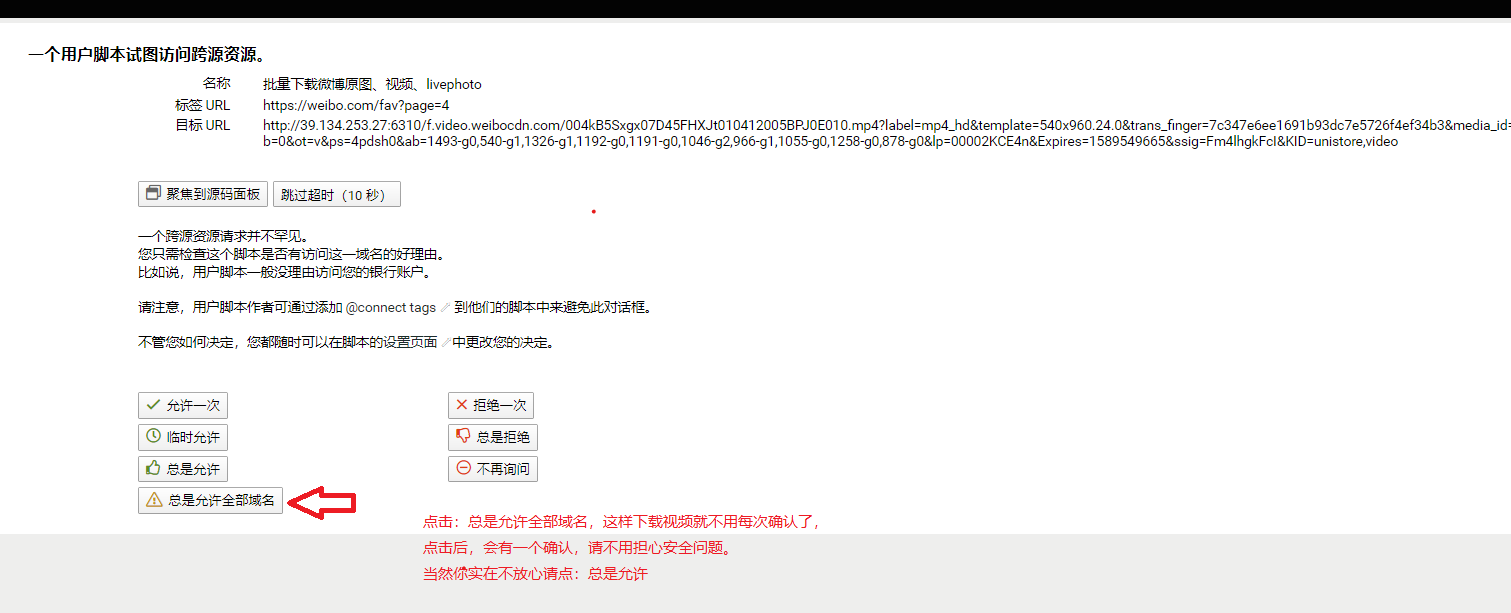 一个用户脚本试图访问跨源资源。
名称 批量下载微博原图、视频、livephoto
标签 URL https://weibo.com/fav?page=4
目标 URL http://39.134.253.27:6310/f.video.weibocdn.com/004kB5Sxgx07D45FHXJt010412005BPJ0E010.mp4?label=mp4_hd&template=540x960.24.0&trans_finger=7c347e6ee1691b93dc7e5726f4ef34b3&media_id=
b=0&ot=v&ps=4pdsh0&ab=1493-g0,540-g1,1326-g1,1192-g0,1191-g0,1046-g2,966-g1,1055-g0,1258-g0,878-g0&lp=00002KCE4n&Expires=1589549665&ssig=Fm4lhgkFcI&KID=unistore,video
聚焦到源码面板 跳过超时（10 秒）
一个跨源资源请求并不罕见。
您只需检查这个脚本是否有访问这一域名的好理由。
比如说，用户脚本一般没理由访问您的银行账户。
请注意，用户脚本作者可通过添加 @connect tags 到他们的脚本中来避免此对话框。
不管您如何决定，您都随时可以在脚本的设置页面 中更改您的决定。
允许一次 拒绝一次
临时允许 总是拒绝
总是允许 不再询问
总是允许全部域名
点击：总是允许全部域名，这样下载视频就不用每次确认了，
点击后，会有一个确认，请不用担心安全问题。
当然你实在不放心请点：总是允许